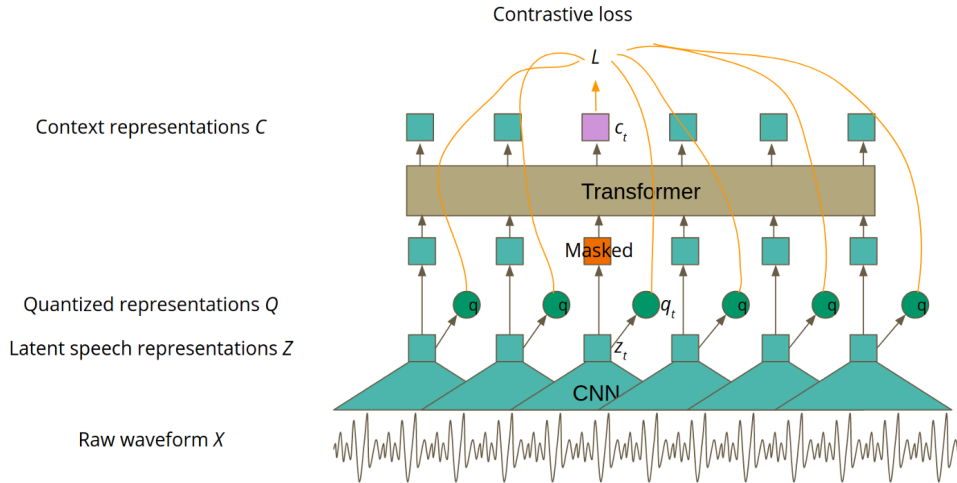 Contrastive loss
L
Context representations C
c_t
Transformer
Masked
Quantized representations Q
q q q_t q q q
Latent speech representations Z
z_t
CNN
Raw waveform X